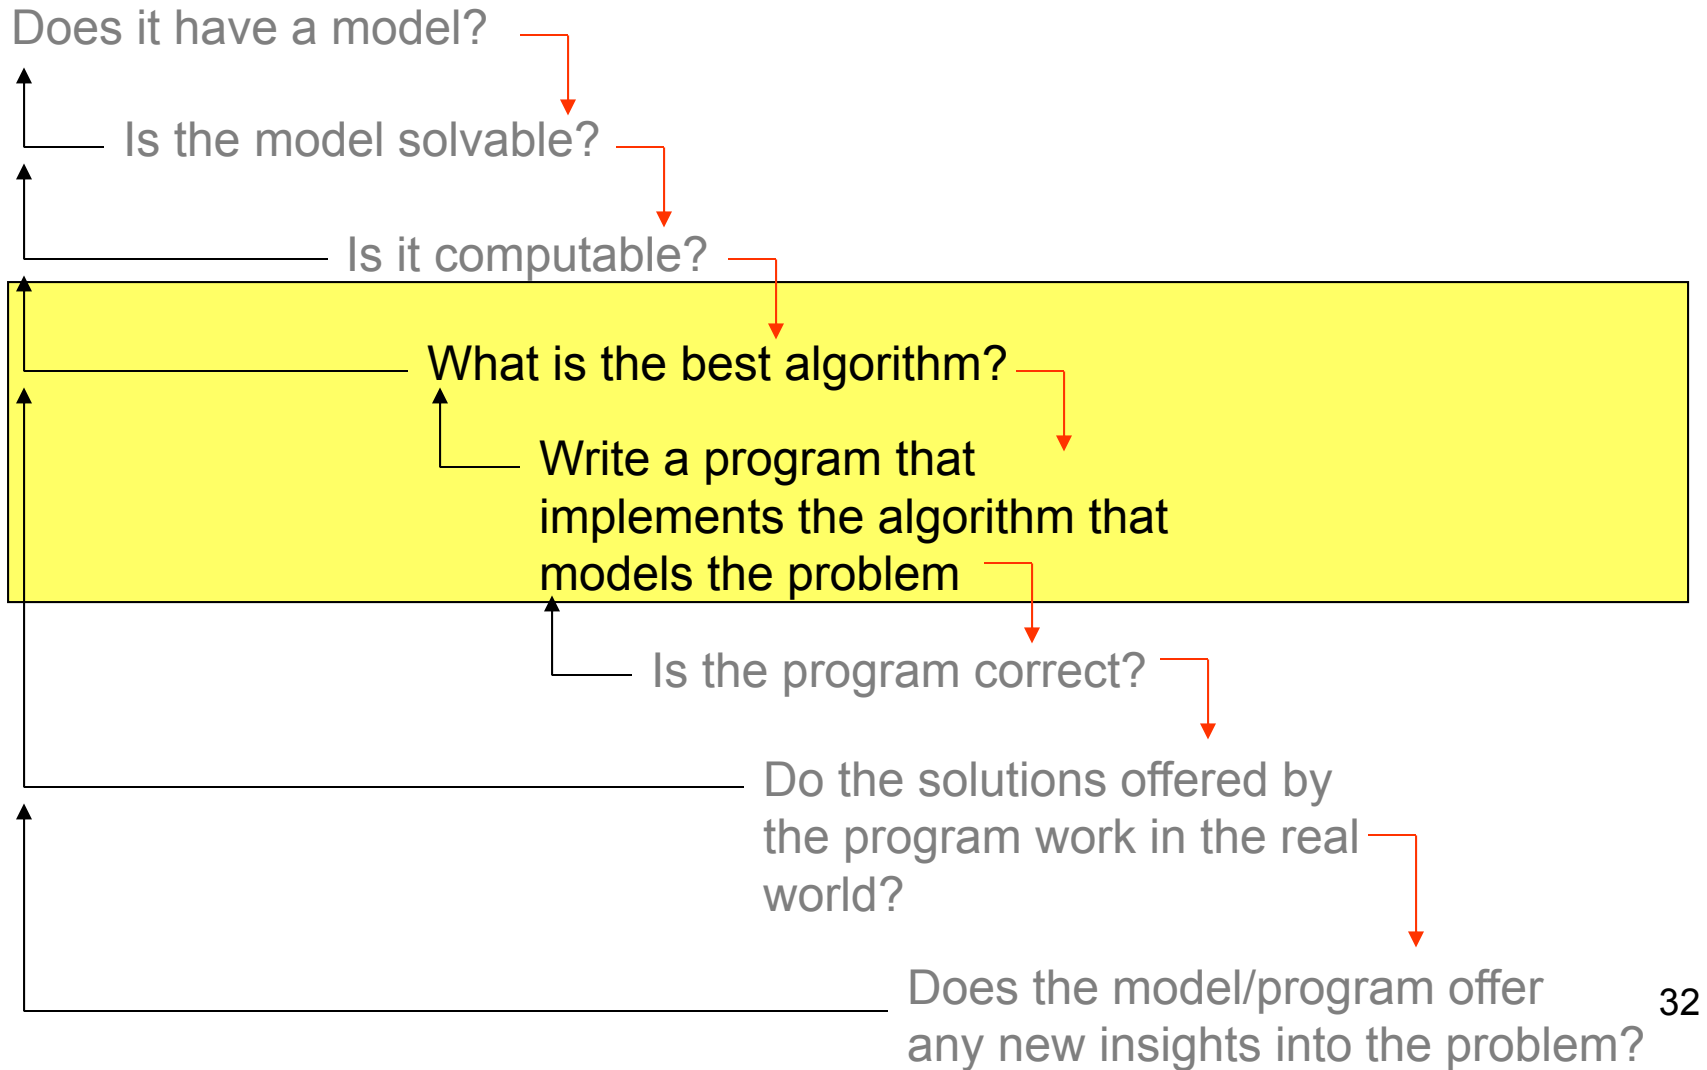 Does it have a model?
Is the model solvable?
Is it computable?
What is the best algorithm?
Write a program that
implements the algorithm that
models the problem
Is the program correct?
Do the solutions offered by
the program work in the real
world?
Does the model/program offer
any new insights into the problem?
32